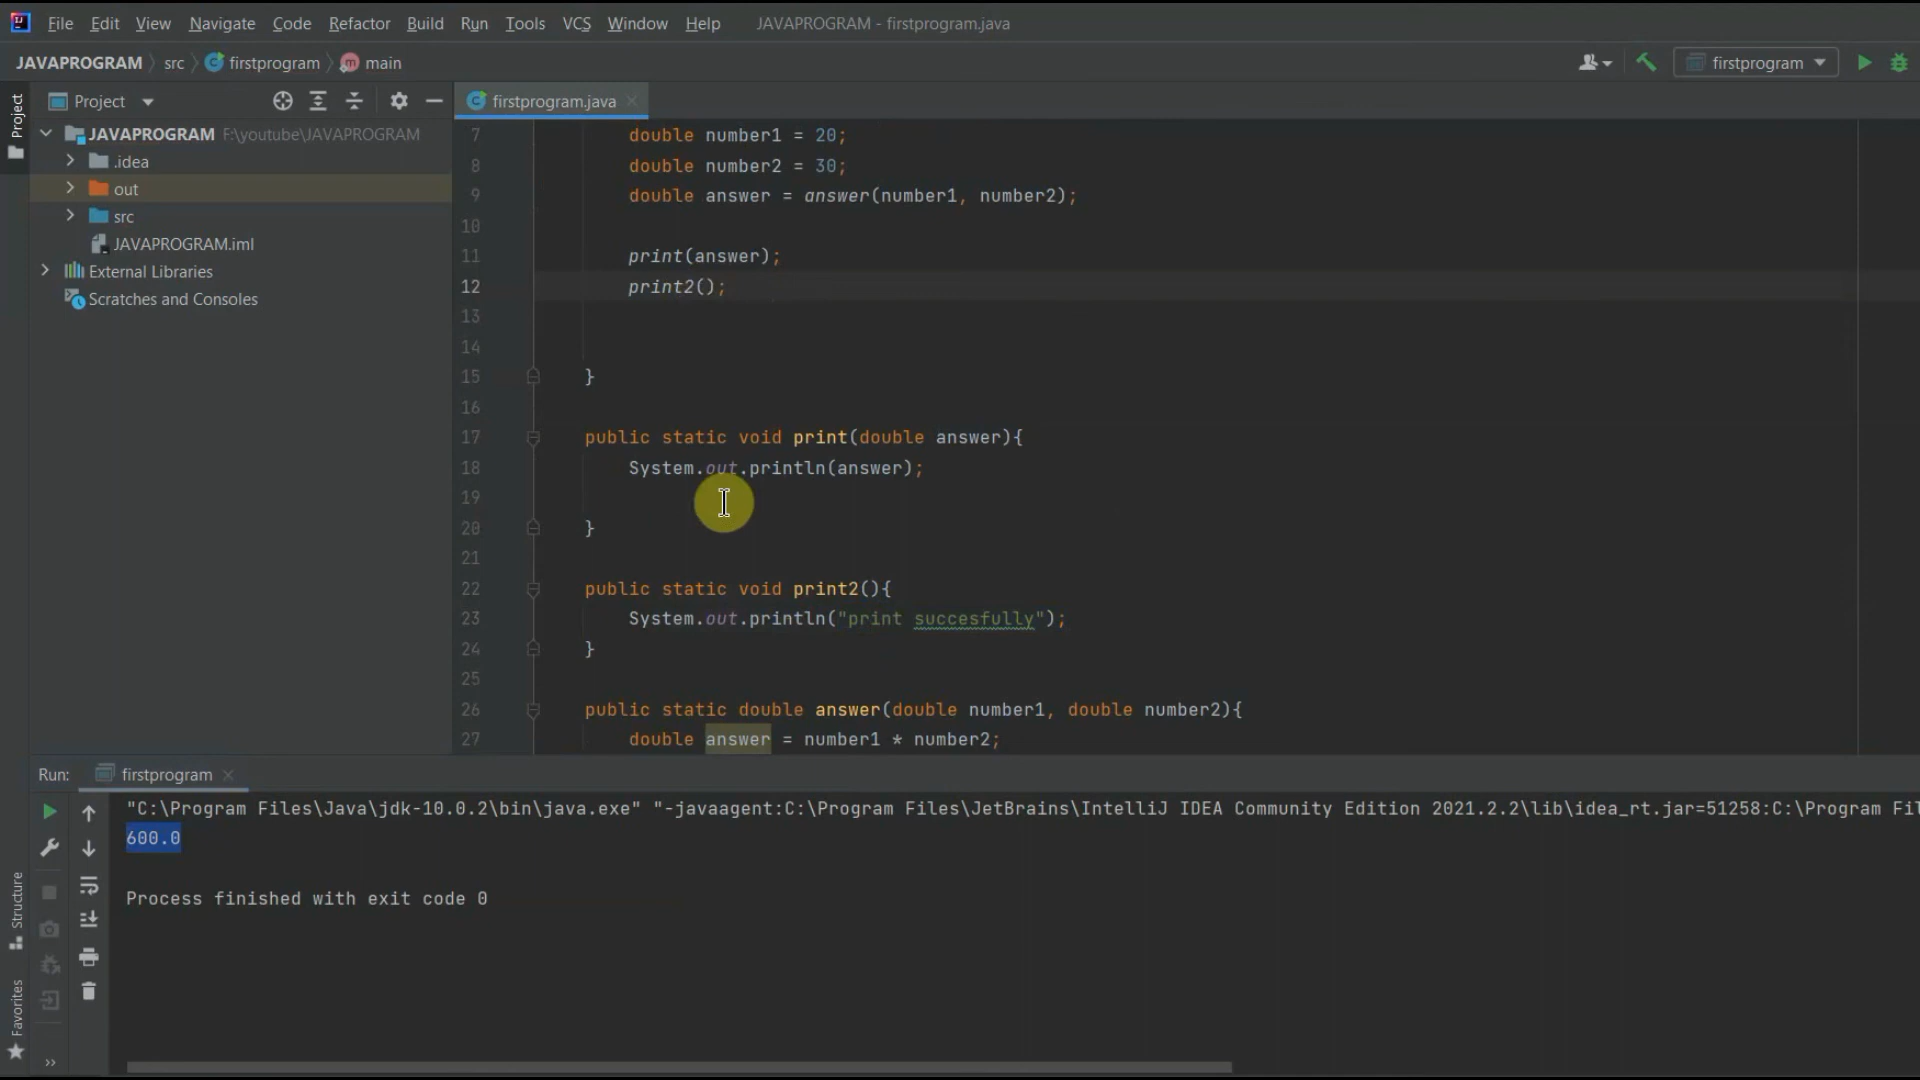 File Edit View Navigate Code Refactor Build Run Tools VCS Window Help JAVAPROGRAM - firstprogram.java
JAVAPROGRAM src firstprogram main firstprogram
Project
Project
firstprogram.java
JAVAPROGRAM F:\youtube\JAVAPROGRAM
.idea
out
src
JAVAPROGRAM.iml
External Libraries
Scratches and Consoles
7 double number1 = 20;
8 double number2 = 30;
9 double answer = answer(number1, number2);
10
11 print(answer);
12 print2();
13
14
15 }
16
17 public static void print(double answer){
18 System.out.println(answer);
19
20 }
21
22 public static void print2(){
23 System.out.println("print succesfully");
24 }
25
26 public static double answer(double number1, double number2){
27 double answer = number1 * number2;
Run: firstprogram
"C:\Program Files\Java\jdk-10.0.2\bin\java.exe" "-javaagent:C:\Program Files\JetBrains\IntelliJ IDEA Community Edition 2021.2.2\lib\idea_rt.jar=51258:C:\Program Fil
600.0
Process finished with exit code 0
Structure
Favorites